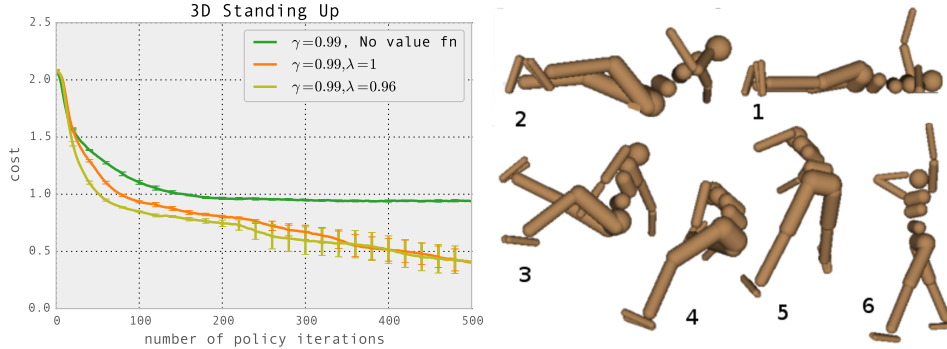 3D Standing Up
2.5
2.0
1.5
1.0
0.5
0.0
cost
γ=0.99, No value fn
γ=0.99,λ=1
γ=0.99,λ=0.96
0 100 200 300 400 500
number of policy iterations
2 1
3 4 5 6